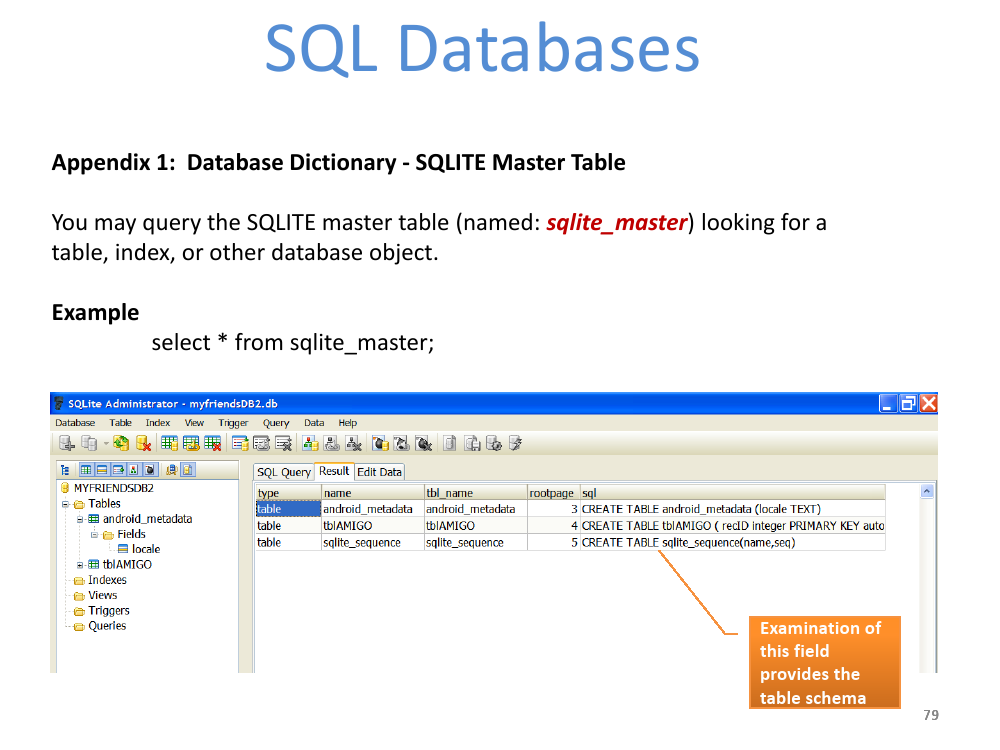 SQL Databases
Appendix 1: Database Dictionary - SQLITE Master Table
You may query the SQLITE master table (named: sqlite_master) looking for a
table, index, or other database object.
Example
select * from sqlite_master;
SQLite Administrator - myfriendsDB2.db
Database Table Index View Trigger Query Data Help
SQL Query Result Edit Data
MYFRIENDSDB2
Tables
android_metadata
Fields
locale
tblAMIGO
Indexes
Views
Triggers
Queries
type name tbl_name rootpage sql
table android_metadata android_metadata 3 CREATE TABLE android_metadata (locale TEXT)
table tblAMIGO tblAMIGO 4 CREATE TABLE tblAMIGO ( recID integer PRIMARY KEY auto
table sqlite_sequence sqlite_sequence 5 CREATE TABLE sqlite_sequence(name,seq)
Examination of
this field
provides the
table schema
79